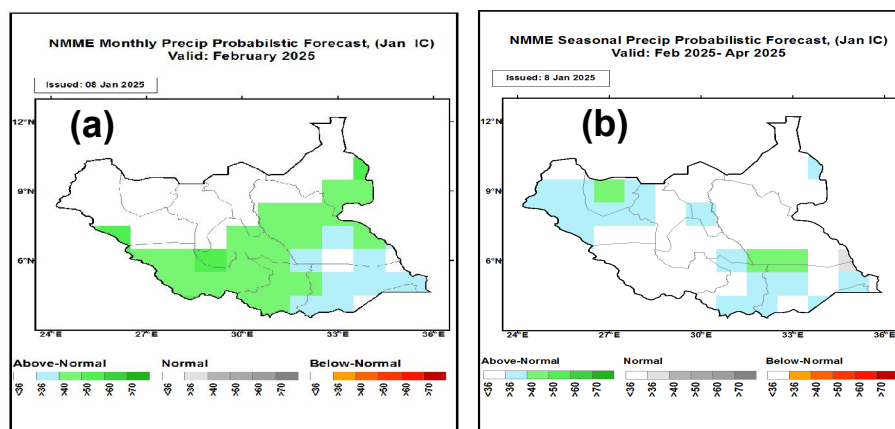 NMME Monthly Precip Probabilstic Forecast, (Jan IC)
Valid: February 2025
Issued: 08 Jan 2025
(a)
12°N
9°N
6°N
24°E 27°E 30°E 33°E 36°E
Above-Normal Normal Below-Normal
<36 >36 >40 >50 >60 >70 <36 >36 >40 >50 >60 >70 <36 >36 >40 >50 >60 >70
NMME Seasonal Precip Probabilistic Forecast, (Jan IC)
Valid: Feb 2025- Apr 2025
Issued: 8 Jan 2025
(b)
12°N
9°N
6°N
24°E 27°E 30°E 33°E 36°E
Above-Normal Normal Below-Normal
<36 >36 >40 >50 >60 >70 <36 >36 >40 >50 >60 >70 <36 >36 >40 >50 >60 >70